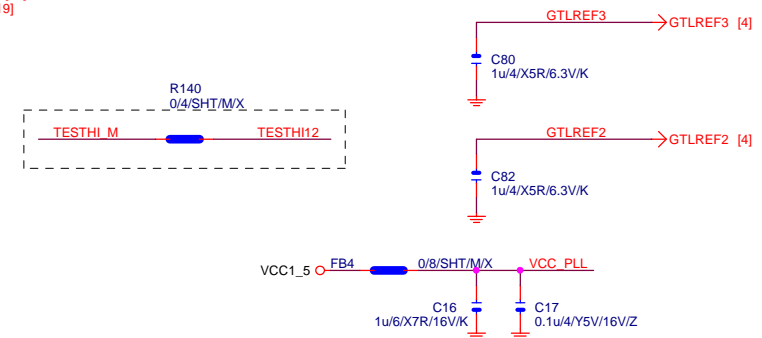 19]
GTLREF3
GTLREF3 [4]
C80
1u/4/X5R/6.3V/K
R140
0/4/SHT/M/X
TESTHI_M
TESTHI12
GTLREF2
GTLREF2 [4]
C82
1u/4/X5R/6.3V/K
VCC1_5
FB4
0/8/SHT/M/X
VCC_PLL
C16
1u/6/X7R/16V/K
C17
0.1u/4/Y5V/16V/Z